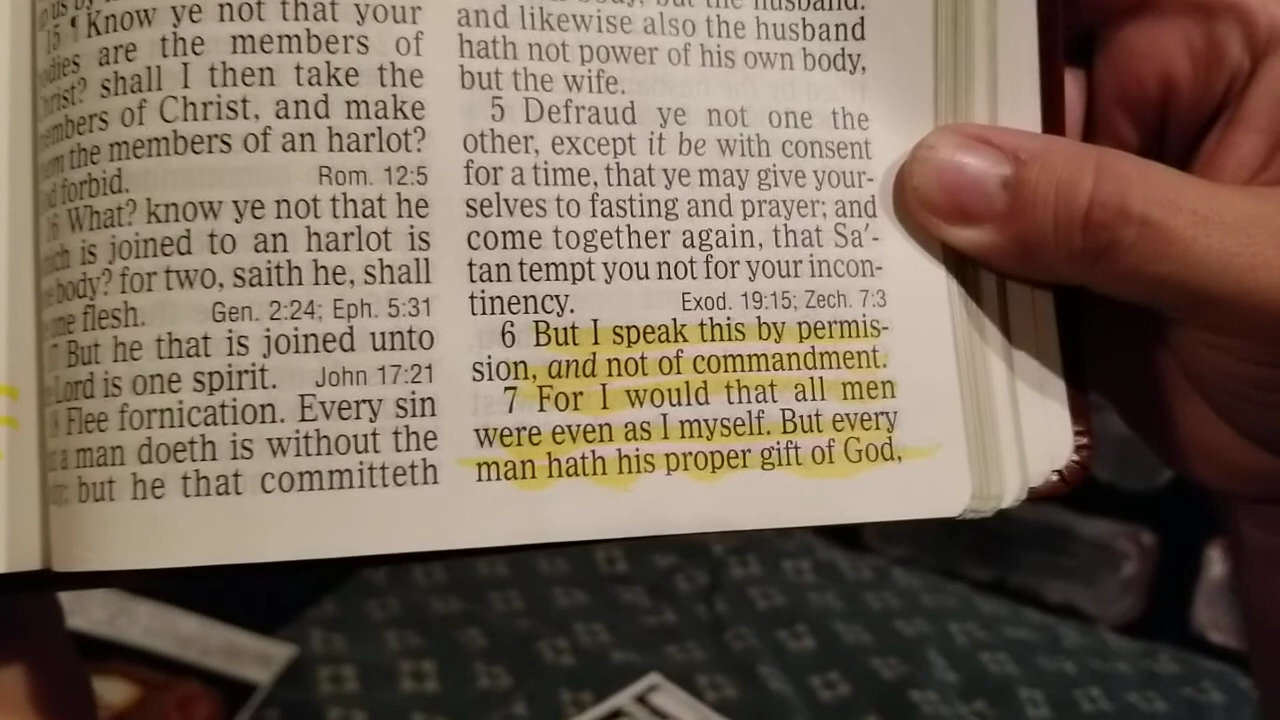 15 ¶ Know ye not that your
are the members of
shall I then take the
of Christ, and make
the members of an harlot?
forbid. Rom. 12:5
What? know ye not that he
is joined to an harlot is
body? for two, saith he, shall
flesh. Gen. 2:24; Eph. 5:31
But he that is joined unto
Lord is one spirit. John 17:21
Flee fornication. Every sin
a man doeth is without the
but he that committeth
but the husband:
and likewise also the husband
hath not power of his own body,
but the wife.
5 Defraud ye not one the
other, except it be with consent
for a time, that ye may give your-
selves to fasting and prayer; and
come together again, that Sa′-
tan tempt you not for your incon-
tinency. Exod. 19:15; Zech. 7:3
6 But I speak this by permis-
sion, and not of commandment.
7 For I would that all men
were even as I myself. But every
man hath his proper gift of God,